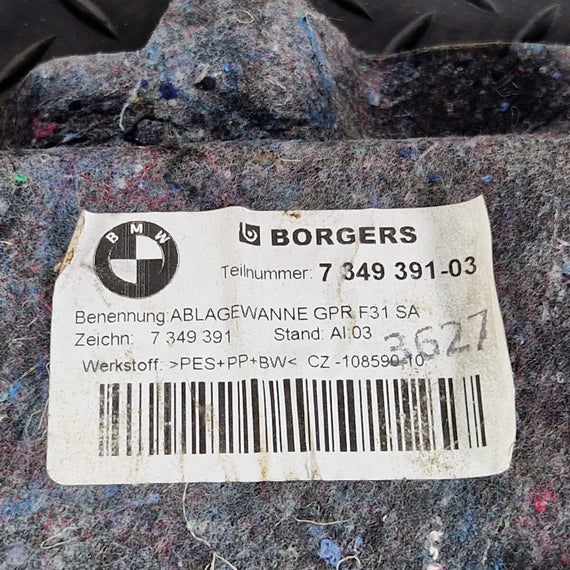 BMW
BORGERS
Teilnummer: 7 349 391-03
Benennung: ABLAGEWANNE GPR F31 SA
Zeichn: 7 349 391 Stand: AI:03
3627
Werkstoff: >PES+PP+BW< CZ -108590-10